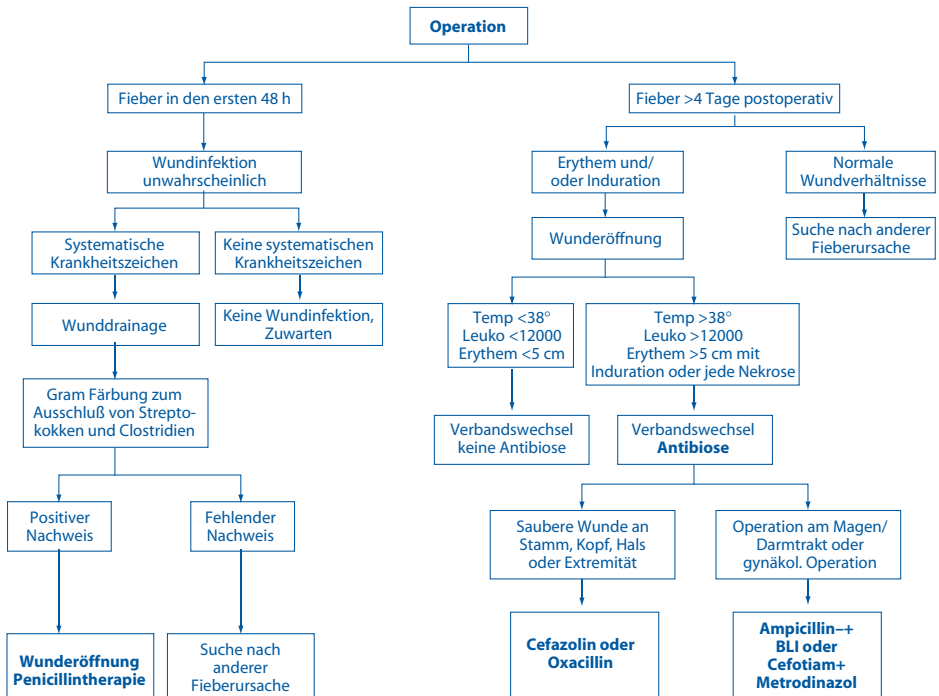 Operation
Fieber in den ersten 48 h
Fieber >4 Tage postoperativ
Wundinfektion
unwahrscheinlich
Erythem und/
oder Induration
Normale
Wundverhältnisse
Systematische
Krankheitszeichen
Keine systematischen
Krankheitszeichen
Wunderöffnung
Suche nach anderer
Fieberursache
Wunddrainage
Keine Wundinfektion,
Zuwarten
Temp <38°
Leuko <12000
Erythem <5 cm
Temp >38°
Leuko >12000
Erythem >5 cm mit
Induration oder jede Nekrose
Gram Färbung zum
Ausschluß von Strepto-
kokken und Clostridien
Verbandswechsel
keine Antibiose
Verbandswechsel
Antibiose
Positiver
Nachweis
Fehlender
Nachweis
Saubere Wunde an
Stamm, Kopf, Hals
oder Extremität
Operation am Magen/
Darmtrakt oder
gynäkol. Operation
Wunderöffnung
Penicillintherapie
Suche nach
anderer
Fieberursache
Cefazolin oder
Oxacillin
Ampicillin–+
BLI oder
Cefotiam+
Metrodinazol